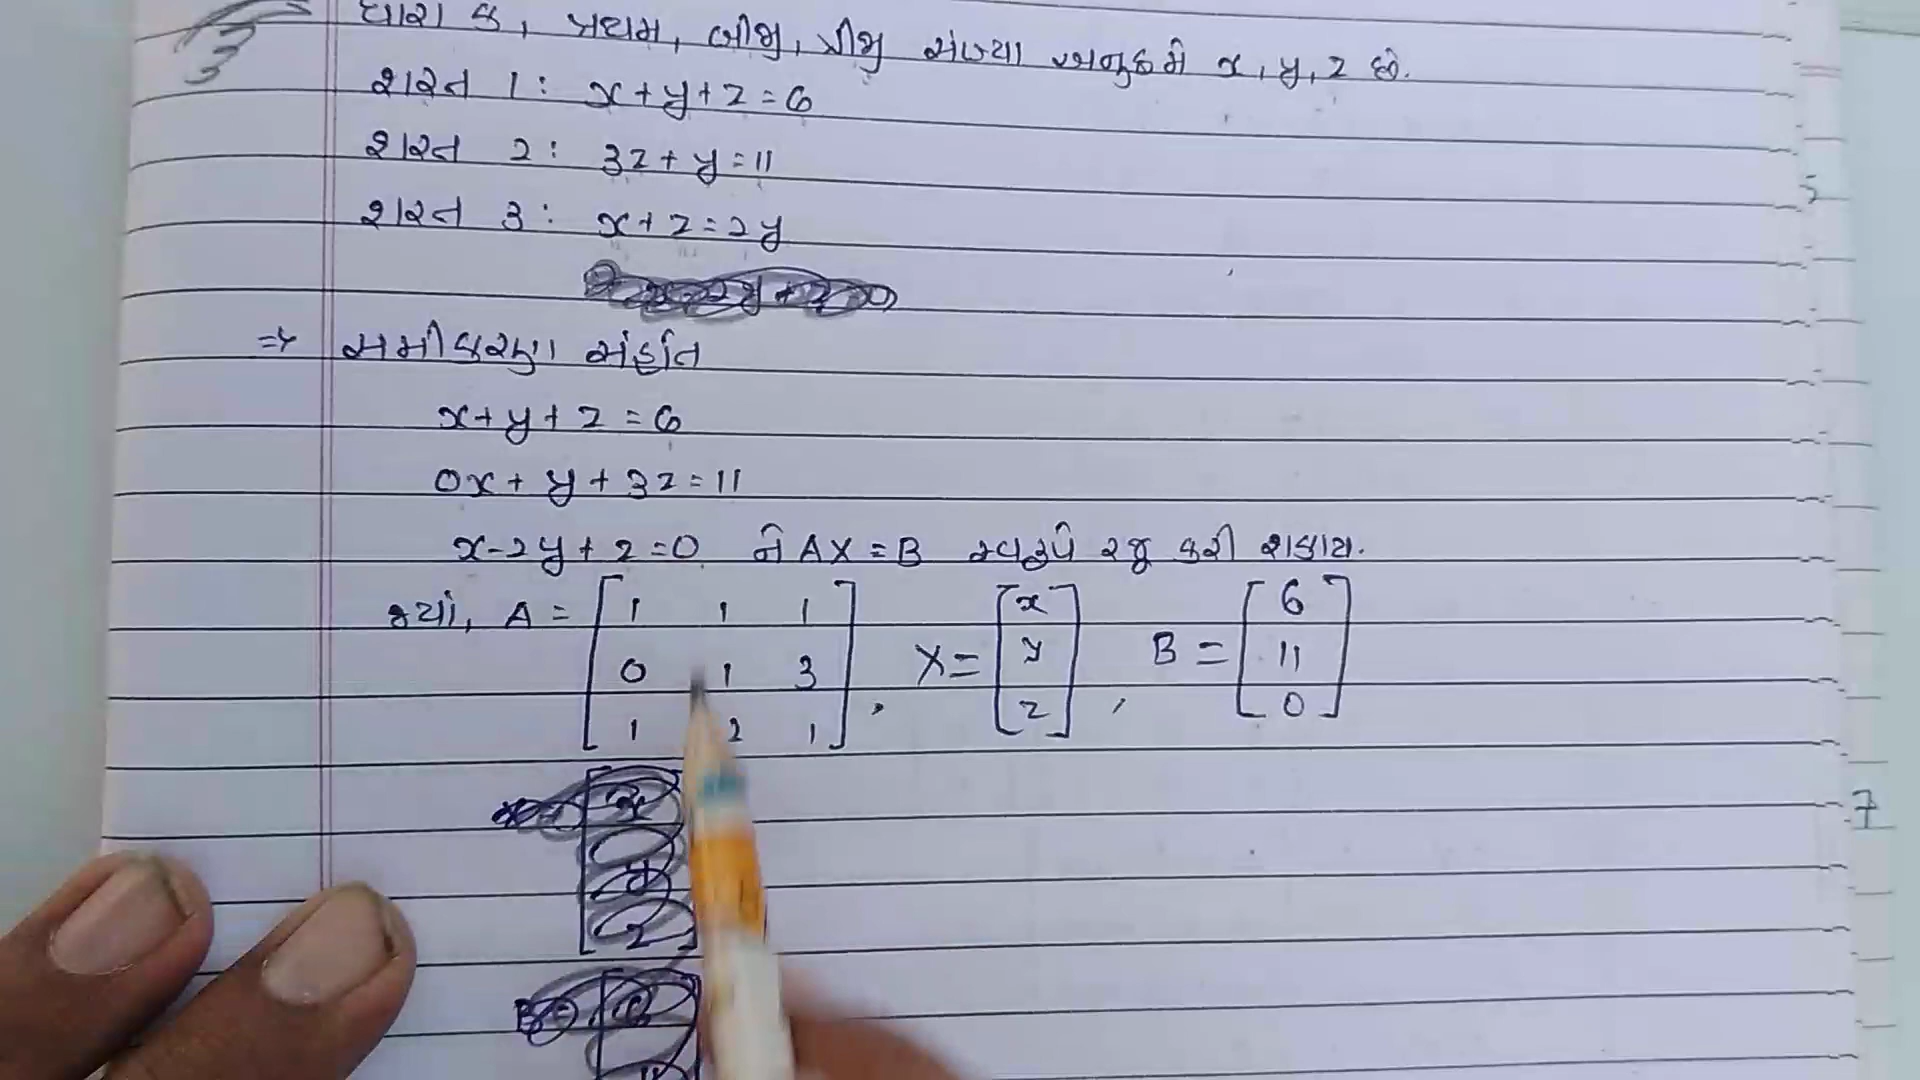 ધારો કે, પ્રથમ, બીજી, ત્રીજી સંખ્યા અનુક્રમે x, y, z છે.
શરત 1: x+y+z=6
શરત 2: 3z+y=11
શરત 3: x+z=2y
⇒ સમીકરણ સંહતિ
x+y+z=6
0x+y+3z=11
x-2y+z=0 ને AX=B સ્વરૂપે રજૂ કરી શકાય.
જ્યાં, A = [ 1 1 1
0 1 3
1 2 1 ], X = [ x
y
z ], B = [ 6
11
0 ]
7